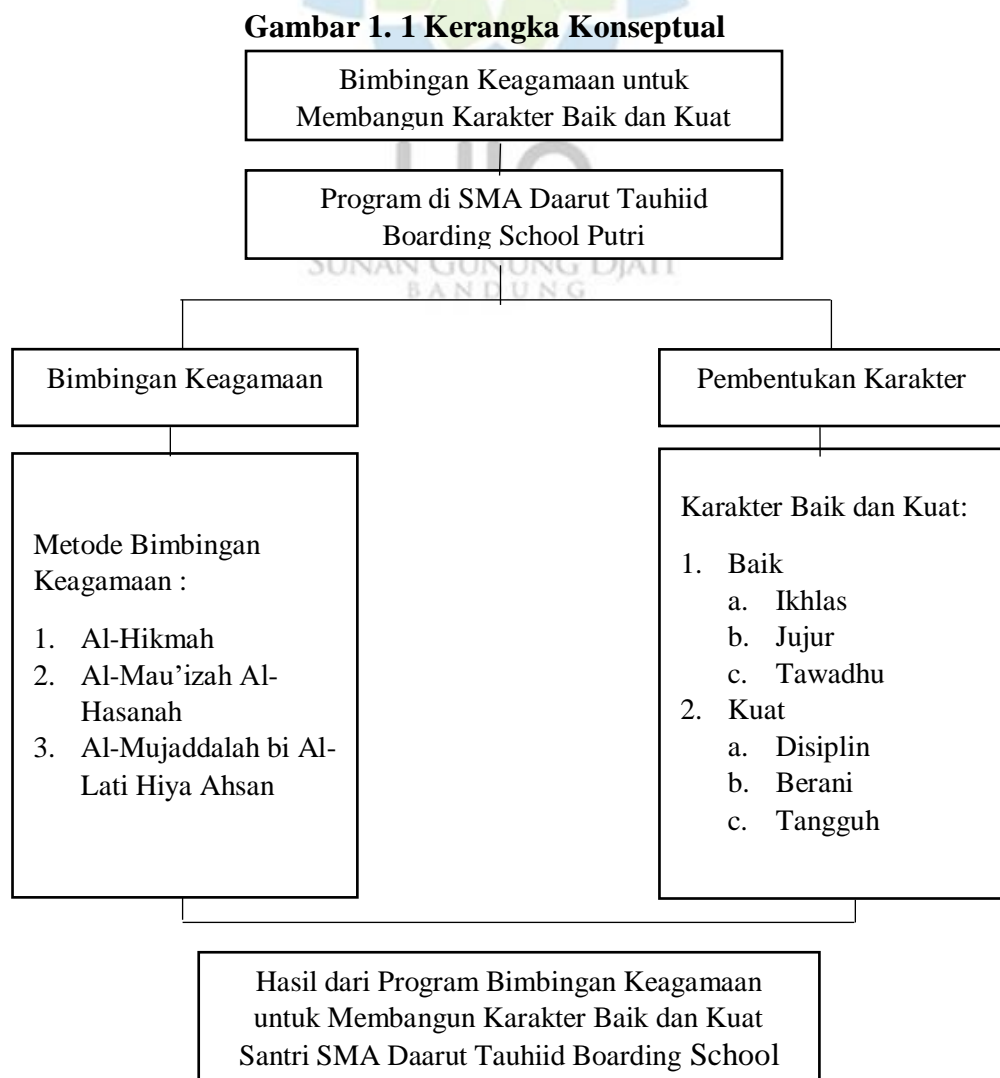 Gambar 1. 1 Kerangka Konseptual
Bimbingan Keagamaan untuk
Membangun Karakter Baik dan Kuat
Program di SMA Daarut Tauhiid
Boarding School Putri
SUNAN GUNUNG DJATI
BANDUNG
Bimbingan Keagamaan
Metode Bimbingan
Keagamaan :
1. Al-Hikmah
2. Al-Mau’izah Al-
Hasanah
3. Al-Mujaddalah bi Al-
Lati Hiya Ahsan
Pembentukan Karakter
Karakter Baik dan Kuat:
1. Baik
a. Ikhlas
b. Jujur
c. Tawadhu
2. Kuat
a. Disiplin
b. Berani
c. Tangguh
Hasil dari Program Bimbingan Keagamaan
untuk Membangun Karakter Baik dan Kuat
Santri SMA Daarut Tauhiid Boarding School